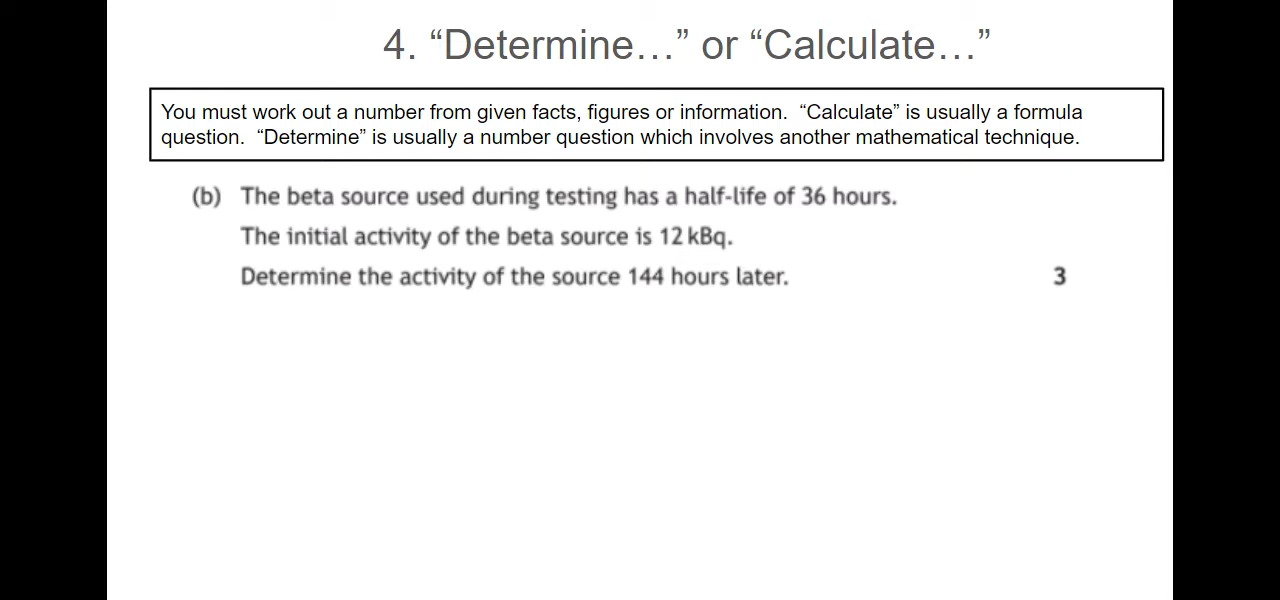 4. “Determine…” or “Calculate…”
You must work out a number from given facts, figures or information.  “Calculate” is usually a formula
question.  “Determine” is usually a number question which involves another mathematical technique.
(b) The beta source used during testing has a half-life of 36 hours.
The initial activity of the beta source is 12 kBq.
Determine the activity of the source 144 hours later. 3